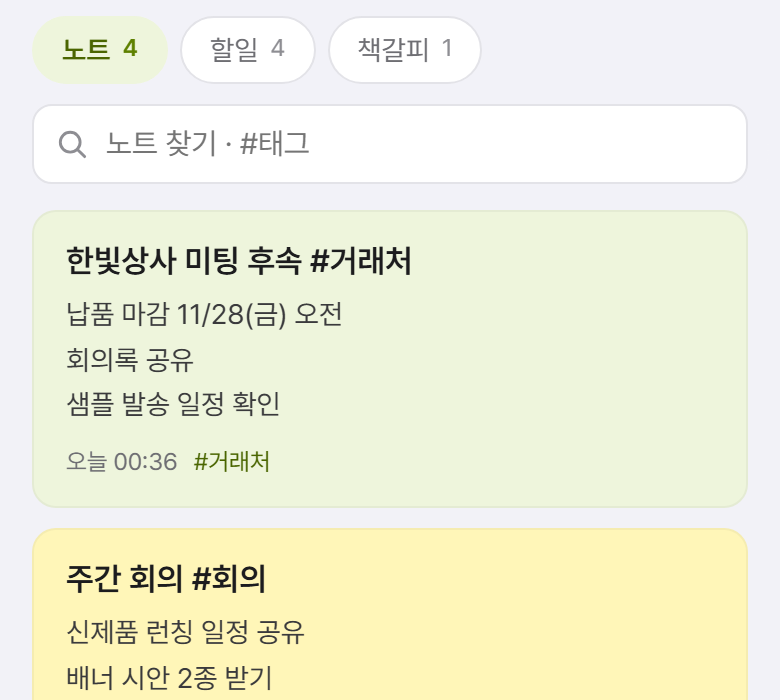 노트 4 할일 4 책갈피 1
노트 찾기 · #태그
한빛상사 미팅 후속 #거래처
납품 마감 11/28(금) 오전
회의록 공유
샘플 발송 일정 확인
오늘 00:36 #거래처
주간 회의 #회의
신제품 런칭 일정 공유
배너 시안 2종 받기